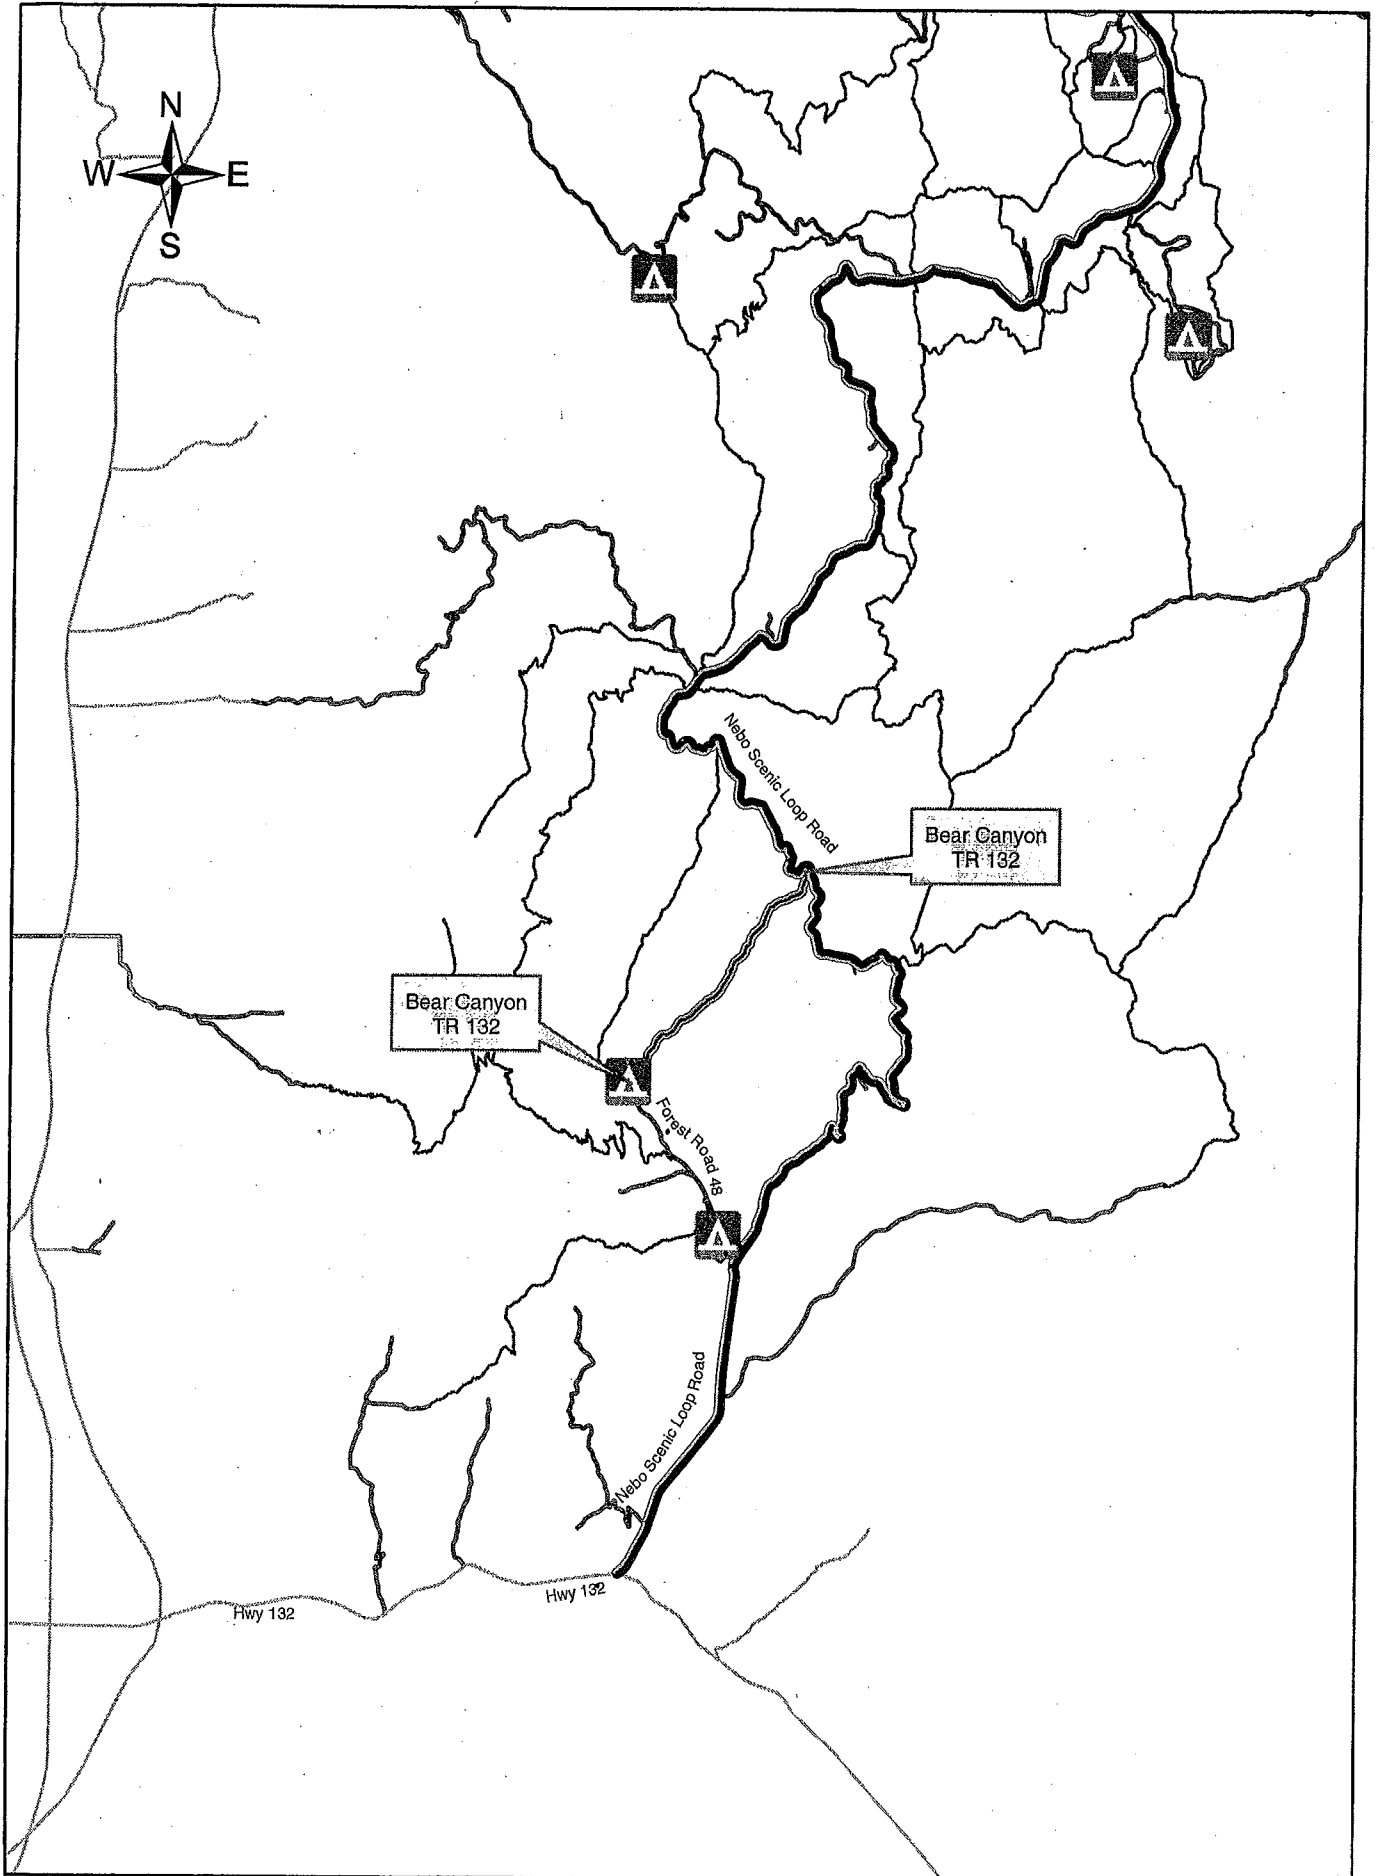 N
W E
S
Nebo Scenic Loop Road
Bear Canyon
TR 132
Bear Canyon
TR 132
Forest Road 48
Nebo Scenic Loop Road
Hwy 132
Hwy 132